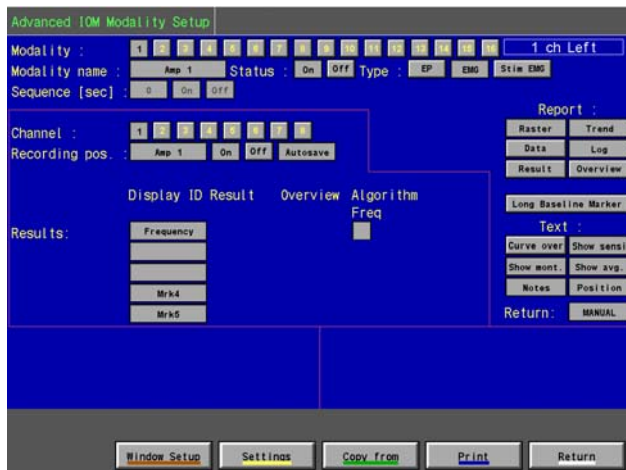 Advanced IOM Modality Setup
Modality : 1 2 3 4 5 6 7 8 9 10 11 12 13 14 15 16 1 ch Left
Modality name : Amp 1 Status : On Off Type : EP EMG Stim EMG
Sequence [sec] : 0 On Off
Report :
Channel : 1 2 3 4 5 6 7 8 Raster Trend
Recording pos. : Amp 1 On Off Autosave Data Log
Result Overview
Display ID Result Overview Algorithm
Freq
Long Baseline Marker
Results: Frequency
Text :
Curve over Show sensi
Show mont. Show avg.
Mrk4 Notes Position
Mrk5 Return: MANUAL
Window Setup Settings Copy from Print Return